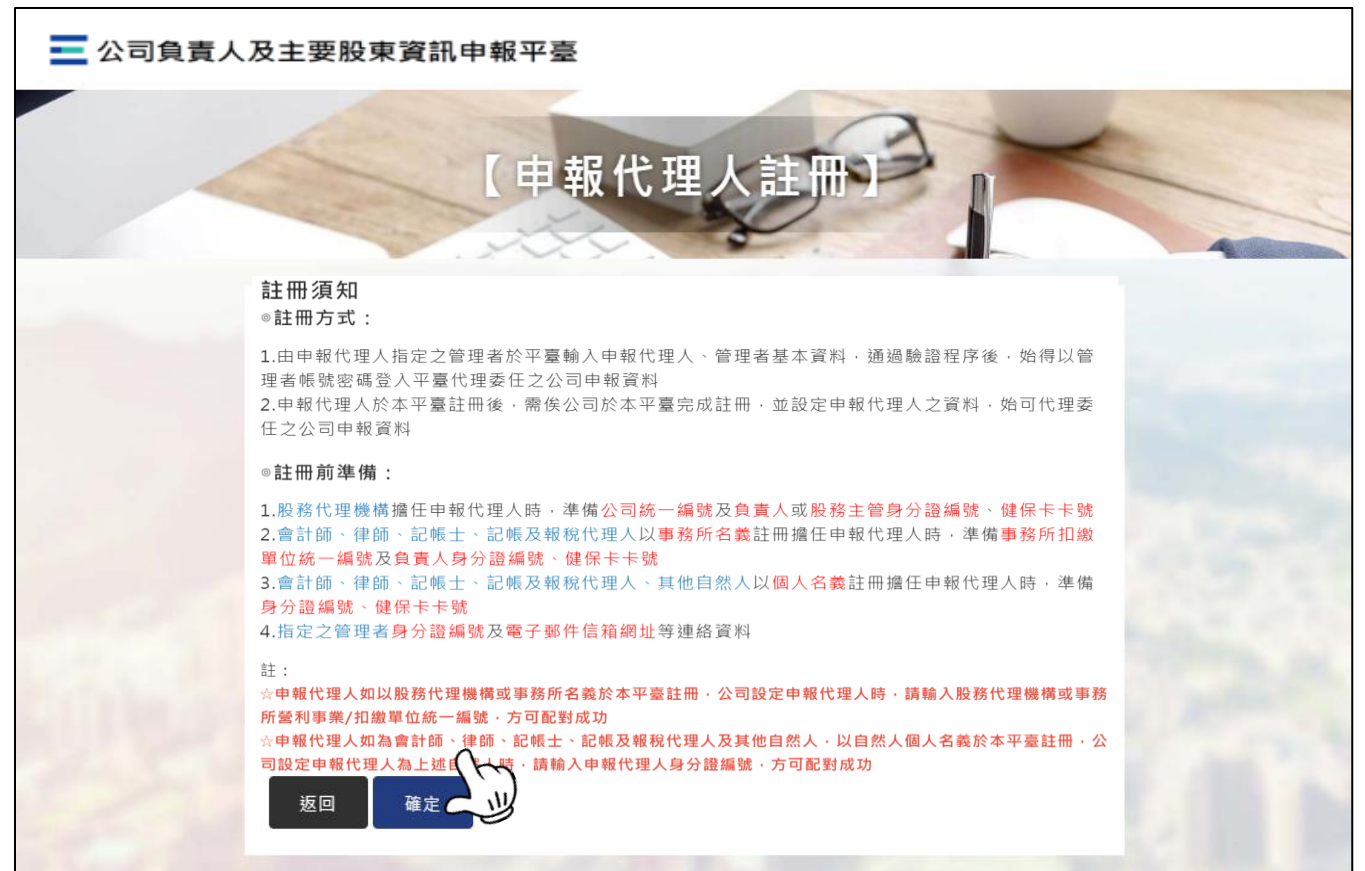 公司負責人及主要股東資訊申報平臺
【申報代理人註冊】
註冊須知
◎註冊方式：
1.由申報代理人指定之管理者於平臺輸入申報代理人、管理者基本資料，通過驗證程序後，始得以管
理者帳號密碼登入平臺代理委任之公司申報資料
2.申報代理人於本平臺註冊後，需俟公司於本平臺完成註冊，並設定申報代理人之資料，始可代理委
任之公司申報資料
◎註冊前準備：
1.股務代理機構擔任申報代理人時，準備公司統一編號及負責人或股務主管身分證編號、健保卡卡號
2.會計師、律師、記帳士、記帳及報稅代理人以事務所名義註冊擔任申報代理人時，準備事務所扣繳
單位統一編號及負責人身分證編號、健保卡卡號
3.會計師、律師、記帳士、記帳及報稅代理人、其他自然人以個人名義註冊擔任申報代理人時，準備
身分證編號、健保卡卡號
4.指定之管理者身分證編號及電子郵件信箱網址等連絡資料
註：
☆申報代理人如以股務代理機構或事務所名義於本平臺註冊，公司設定申報代理人時，請輸入股務代理機構或事務
所營利事業/扣繳單位統一編號，方可配對成功
☆申報代理人如為會計師、律師、記帳士、記帳及報稅代理人及其他自然人，以自然人個人名義於本平臺註冊，公
司設定申報代理人為上述自人時，請輸入申報代理人身分證編號，方可配對成功
返回 確定